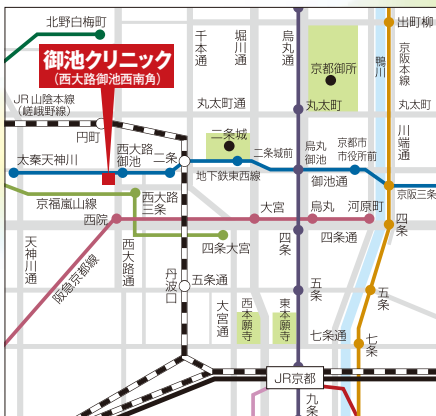 北野白梅町
御池クリニック
(西大路御池西南角)
千本通
堀川通
烏丸通
鴨川
出町柳
京阪本線
京都御所
JR山陰本線
(嵯峨野線)
丸太町通
丸太町
丸太町
川端通
円町
二条城
太秦天神川
西大路
御池
二条
二条城前
烏丸
御池
京都市
市役所前
地下鉄東西線
御池通
京阪三条
京福嵐山線
西大路
三条
西院
大宮
烏丸
河原町
四条
四条大宮
四条
四条通
天神川通
阪急京都線
西大路通
丹波口
五条通
大宮通
西本願寺
東本願寺
五条
五条
七条通
七条
JR京都
九条